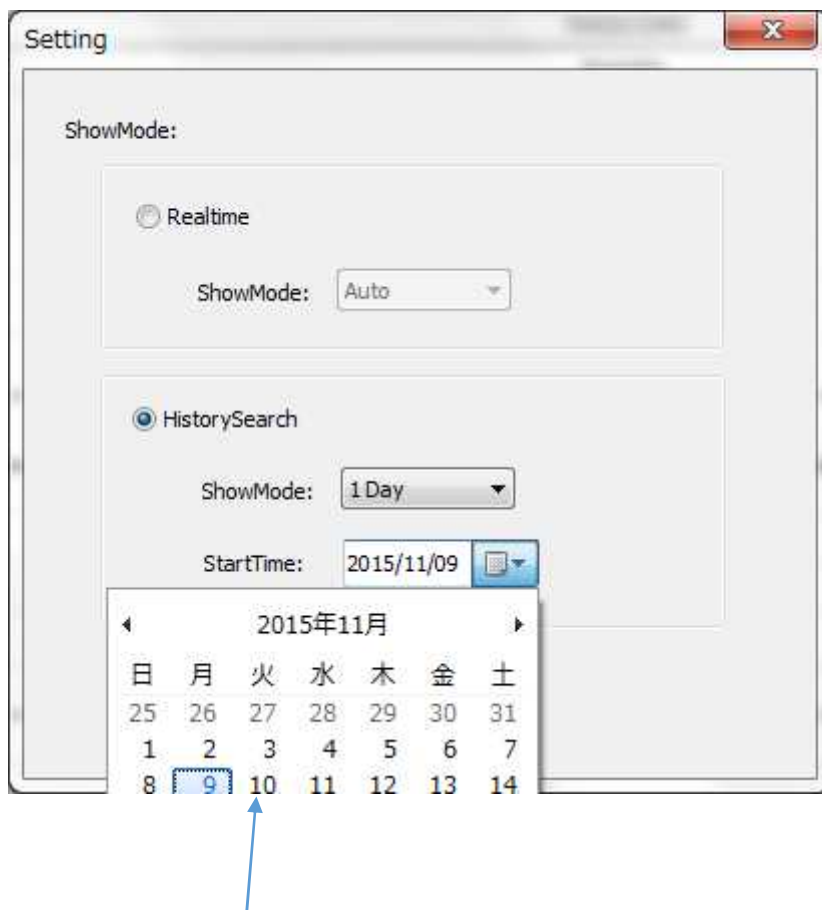 Setting
ShowMode:
Realtime
ShowMode: Auto
HistorySearch
ShowMode: 1 Day
StartTime: 2015/11/09
2015年11月
日 月 火 水 木 金 土
25 26 27 28 29 30 31
1 2 3 4 5 6 7
8 9 10 11 12 13 14